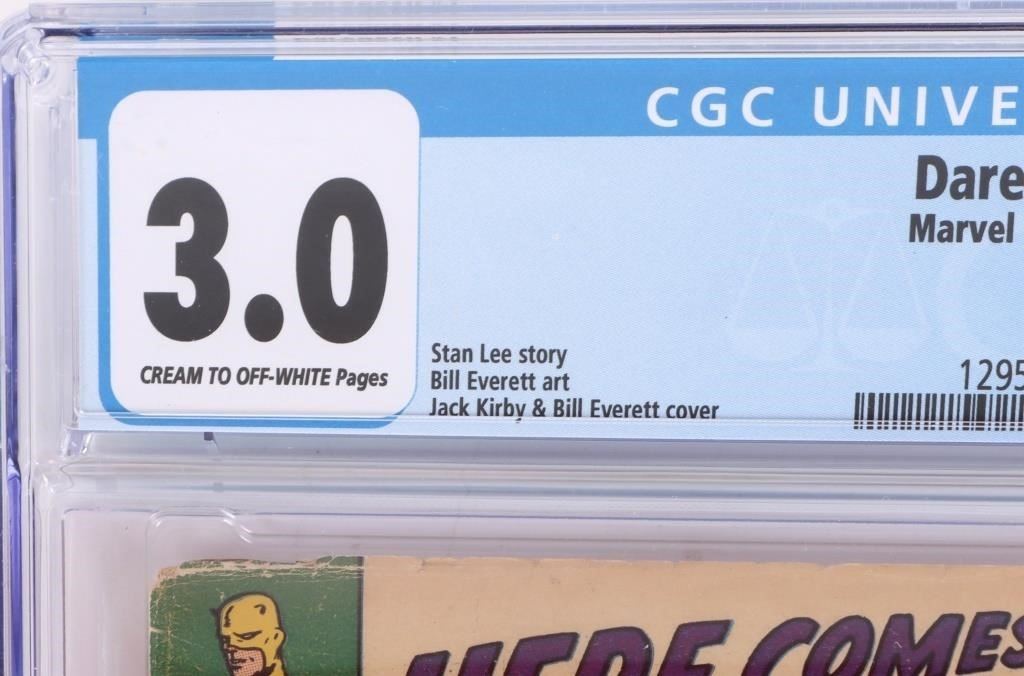 CGC UNIVE
3.0
CREAM TO OFF-WHITE Pages
Dare
Marvel
Stan Lee story
Bill Everett art
Jack Kirby & Bill Everett cover
1295
HERE COMES